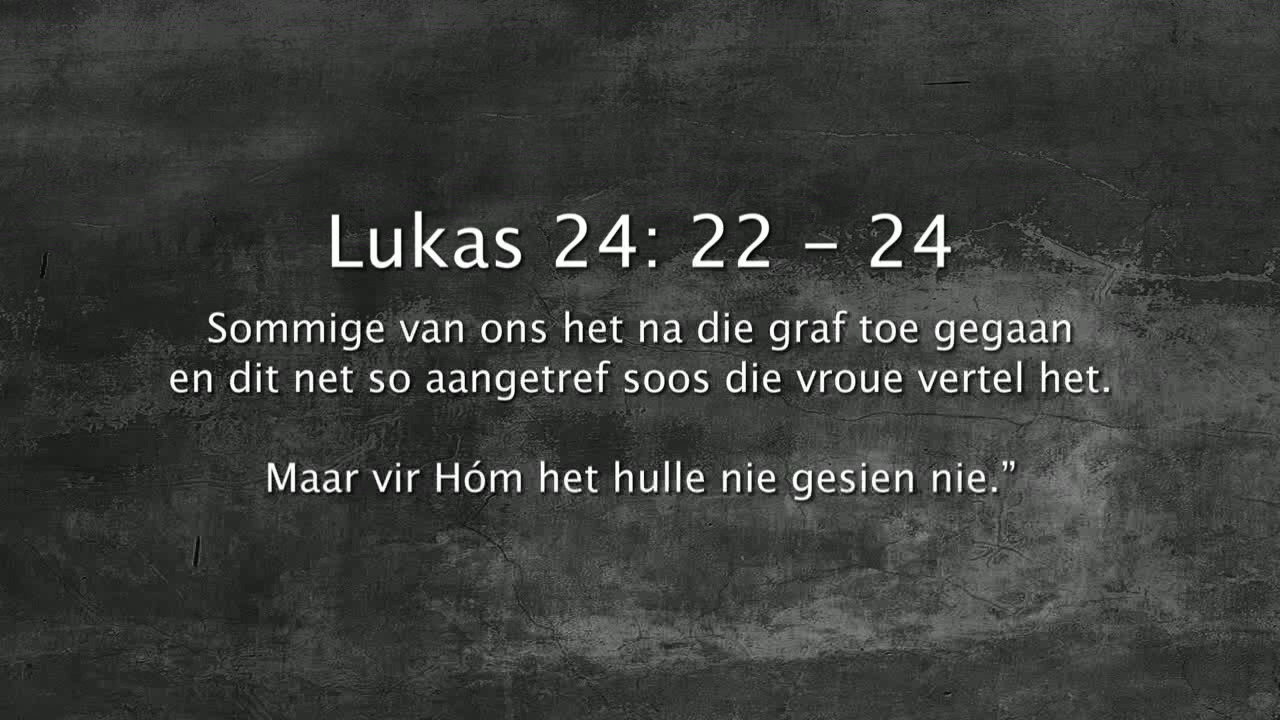 Lukas 24: 22 – 24
Sommige van ons het na die graf toe gegaan
en dit net so aangetref soos die vroue vertel het.
Maar vir Hóm het hulle nie gesien nie.”